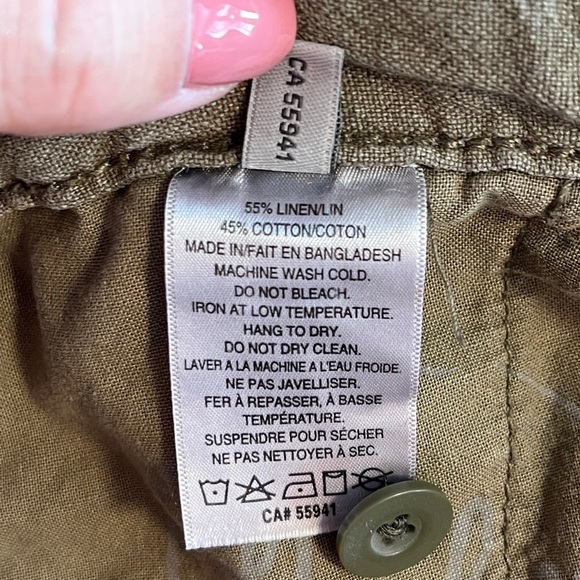 CA 55941
55% LINEN/LIN
45% COTTON/COTON
MADE IN/FAIT EN BANGLADESH
MACHINE WASH COLD.
DO NOT BLEACH.
IRON AT LOW TEMPERATURE.
HANG TO DRY.
DO NOT DRY CLEAN.
LAVER A LA MACHINE A L'EAU FROIDE.
NE PAS JAVELLISER.
FER À REPASSER, À BASSE
TEMPÉRATURE.
SUSPENDRE POUR SÉCHER
NE PAS NETTOYER À SEC.
CA# 55941